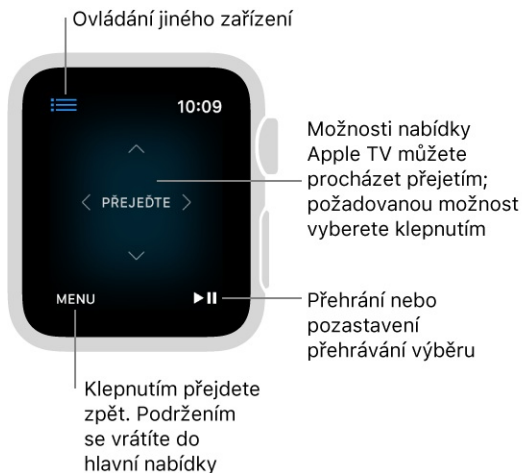 Ovládání jiného zařízení
10:09
Možnosti nabídky
Apple TV můžete
procházet přejetím;
požadovanou možnost
vyberete klepnutím
PŘEJEĎTE
MENU
Přehrání nebo
pozastavení
přehrávání výběru
Klepnutím přejdete
zpět. Podržením
se vrátíte do
hlavní nabídky